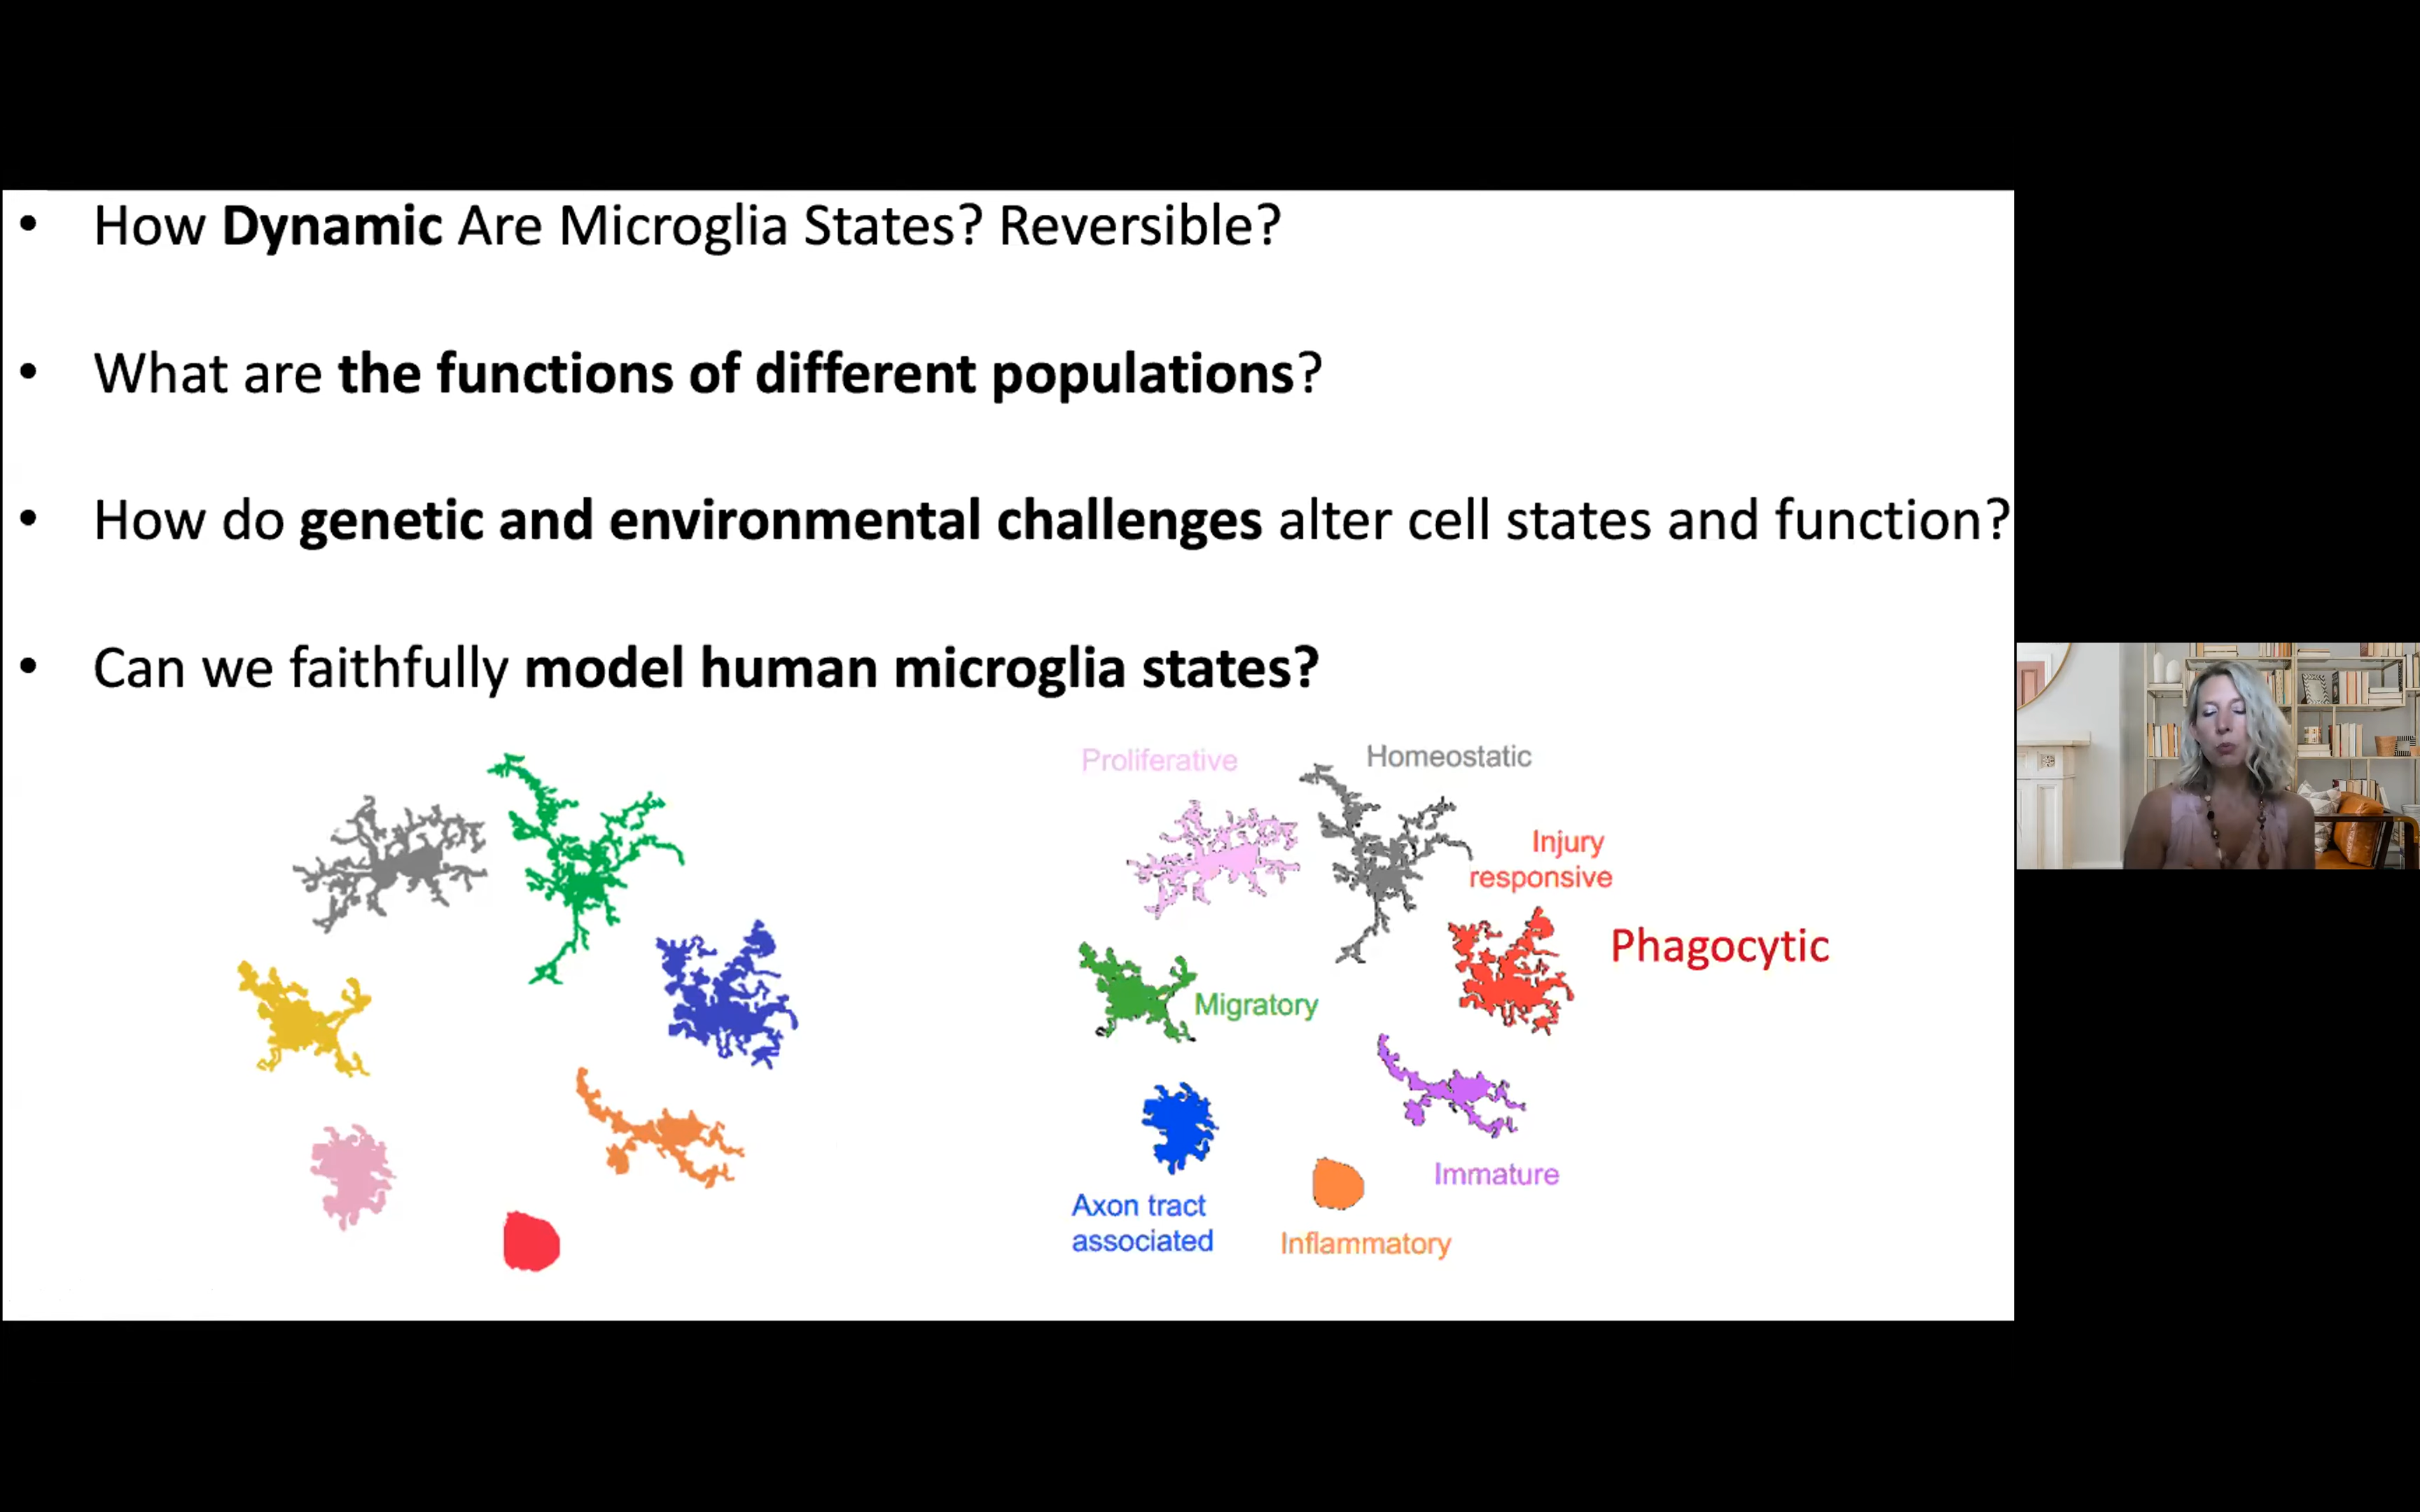 • How Dynamic Are Microglia States? Reversible?
• What are the functions of different populations?
• How do genetic and environmental challenges alter cell states and function?
• Can we faithfully model human microglia states?
Proliferative
Homeostatic
Injury
responsive
Phagocytic
Migratory
Immature
Axon tract
associated
Inflammatory